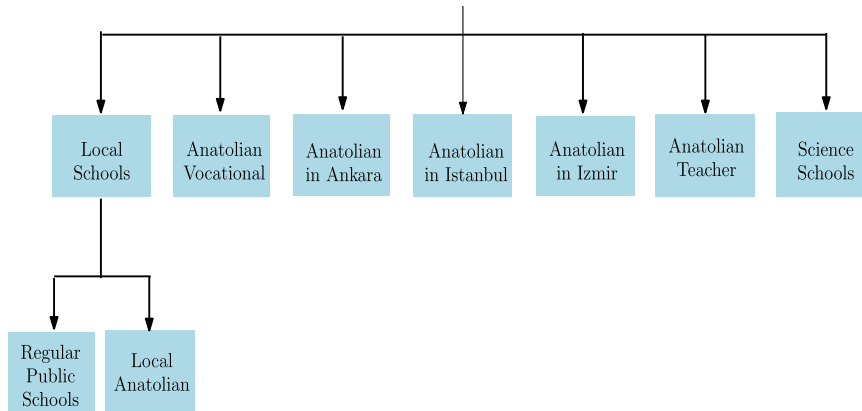 Local
Schools
Anatolian
Vocational
Anatolian
in Ankara
Anatolian
in Istanbul
Anatolian
in Izmir
Anatolian
Teacher
Science
Schools
Regular
Public
Schools
Local
Anatolian